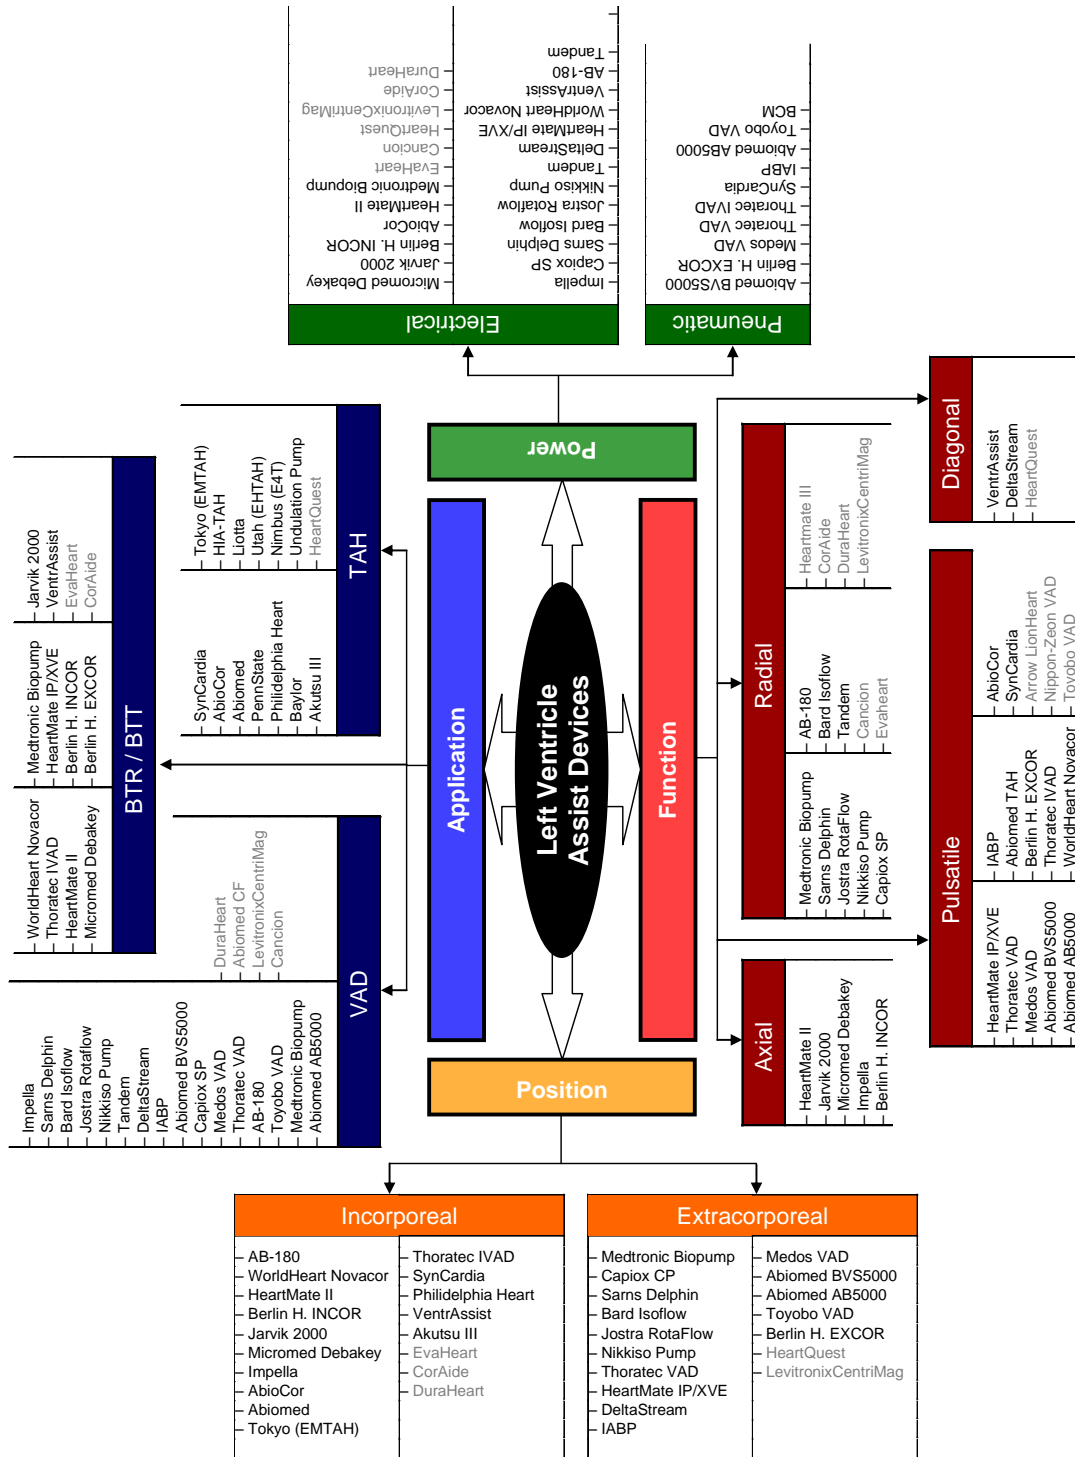 Left Ventricle
Assist Devices
Power
Electrical
Micromed Debakey
Jarvik 2000
Berlin H. INCOR
AbioCor
HeartMate II
Medtronic Biopump
EvaHeart
Cancion
HeartQuest
LevitronixCentriMag
CorAide
DuraHeart
Impella
Capiox SP
Sarns Delphin
Bard Isoflow
Jostra Rotaflow
Nikkiso Pump
Tandem
DeltaStream
HeartMate IP/XVE
WorldHeart Novacor
VentrAssist
AB-180
Tandem
Pneumatic
Abiomed BVS5000
Berlin H. EXCOR
Medos VAD
Thoratec VAD
Thoratec IVAD
SynCardia
IABP
Abiomed AB5000
Toyobo VAD
BCM
Application
VAD
Impella
Sarns Delphin
Bard Isoflow
Jostra Rotaflow
Nikkiso Pump
Tandem
DeltaStream
IABP
Abiomed BVS5000
Capiox SP
Medos VAD
Thoratec VAD
AB-180
Toyobo VAD
Medtronic Biopump
Abiomed AB5000
DuraHeart
Abiomed CF
LevitronixCentriMag
Cancion
BTR / BTT
WorldHeart Novacor
Thoratec IVAD
HeartMate II
Micromed Debakey
Medtronic Biopump
HeartMate IP/XVE
Berlin H. INCOR
Berlin H. EXCOR
Jarvik 2000
VentrAssist
EvaHeart
CorAide
TAH
SynCardia
AbioCor
Abiomed
PennState
Philidelphia Heart
Baylor
Akutsu III
Tokyo (EMTAH)
HIA-TAH
Liotta
Utah (EHTAH)
Nimbus (E4T)
Undulation Pump
HeartQuest
Function
Axial
HeartMate II
Jarvik 2000
Micromed Debakey
Impella
Berlin H. INCOR
Radial
Medtronic Biopump
Sarns Delphin
Jostra RotaFlow
Nikkiso Pump
Capiox SP
AB-180
Bard Isoflow
Tandem
Cancion
Evaheart
Heartmate III
CorAide
DuraHeart
LevitronixCentriMag
Pulsatile
HeartMate IP/XVE
Thoratec VAD
Medos VAD
Abiomed BVS5000
Abiomed AB5000
IABP
Abiomed TAH
Berlin H. EXCOR
Thoratec IVAD
WorldHeart Novacor
AbioCor
SynCardia
Arrow LionHeart
Nippon-Zeon VAD
Toyobo VAD
Diagonal
VentrAssist
DeltaStream
HeartQuest
Position
Incorporeal
AB-180
WorldHeart Novacor
HeartMate II
Berlin H. INCOR
Jarvik 2000
Micromed Debakey
Impella
AbioCor
Abiomed
Tokyo (EMTAH)
Thoratec IVAD
SynCardia
Philidelphia Heart
VentrAssist
Akutsu III
EvaHeart
CorAide
DuraHeart
Extracorporeal
Medtronic Biopump
Capiox CP
Sarns Delphin
Bard Isoflow
Jostra RotaFlow
Nikkiso Pump
Thoratec VAD
HeartMate IP/XVE
DeltaStream
IABP
Medos VAD
Abiomed BVS5000
Abiomed AB5000
Toyobo VAD
Berlin H. EXCOR
HeartQuest
LevitronixCentriMag